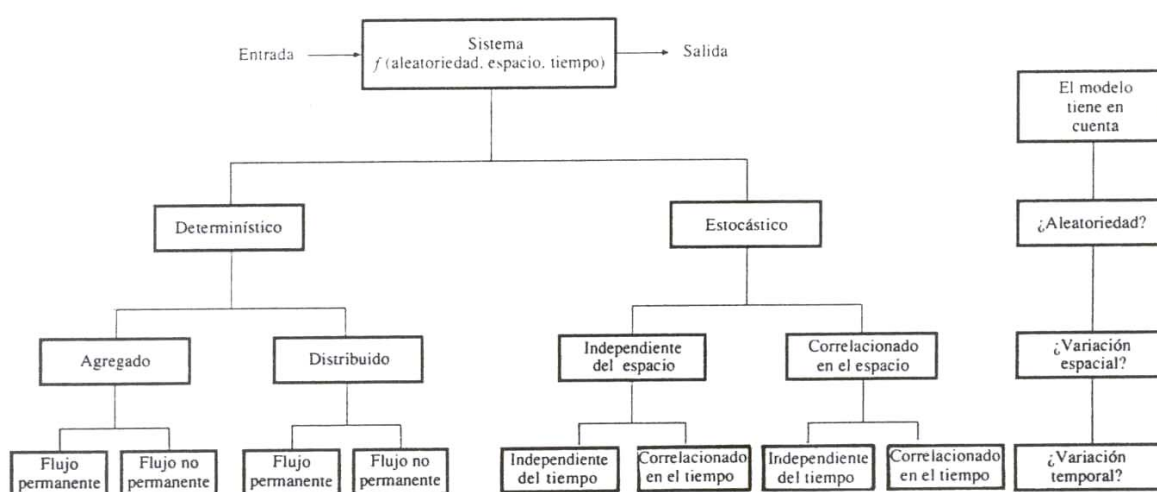 Entrada
Sistema
f (aleatoriedad, espacio, tiempo)
Salida
El modelo
tiene en
cuenta
Determinístico
Estocástico
¿Aleatoriedad?
Agregado
Distribuido
Independiente
del espacio
Correlacionado
en el espacio
¿Variación
espacial?
Flujo
permanente
Flujo no
permanente
Flujo
permanente
Flujo no
permanente
Independiente
del tiempo
Correlacionado
en el tiempo
Independiente
del tiempo
Correlacionado
en el tiempo
¿Variación
temporal?